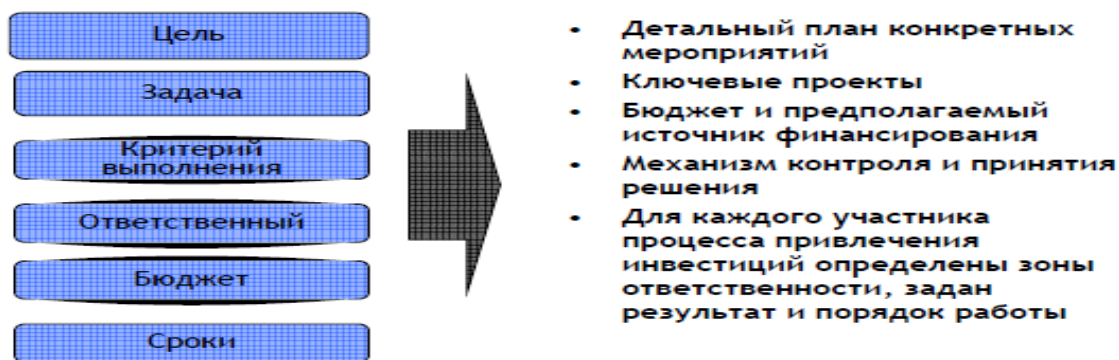 Цель
Задача
Критерий
выполнения
Ответственный
Бюджет
Сроки
• Детальный план конкретных
мероприятий
• Ключевые проекты
• Бюджет и предполагаемый
источник финансирования
• Механизм контроля и принятия
решения
• Для каждого участника
процесса привлечения
инвестиций определены зоны
ответственности, задан
результат и порядок работы